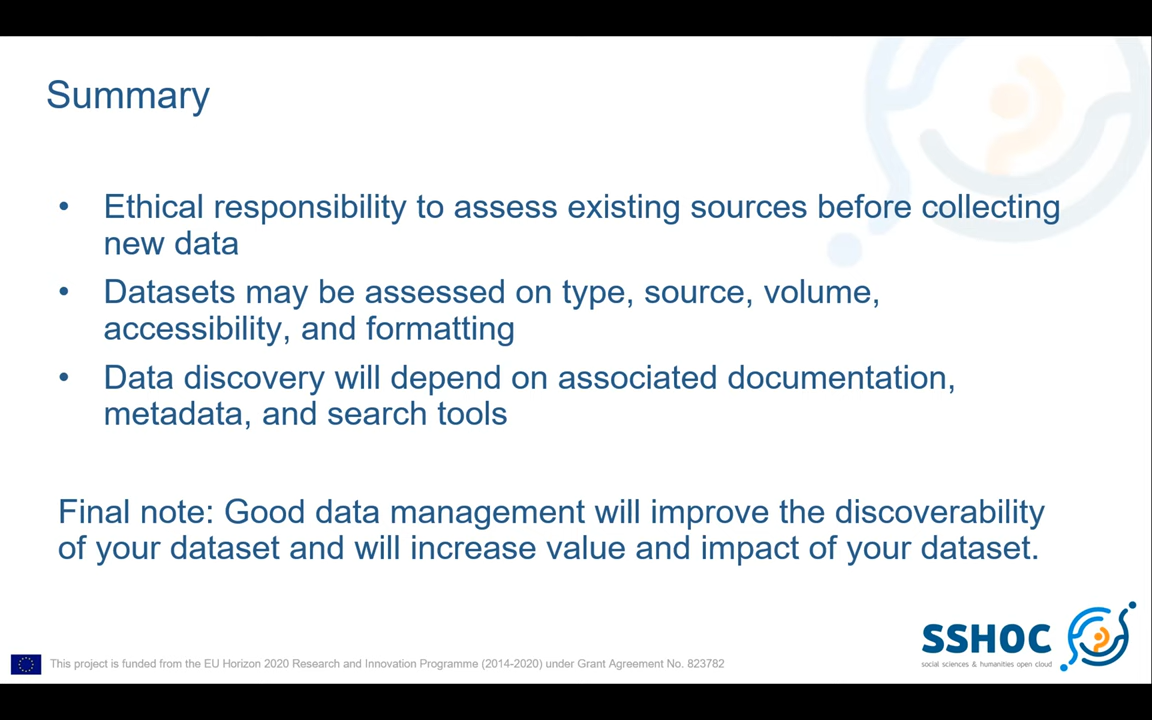 Summary
• Ethical responsibility to assess existing sources before collecting
new data
• Datasets may be assessed on type, source, volume,
accessibility, and formatting
• Data discovery will depend on associated documentation,
metadata, and search tools
Final note: Good data management will improve the discoverability
of your dataset and will increase value and impact of your dataset.
SSHOC
social sciences & humanities open cloud
This project is funded from the EU Horizon 2020 Research and Innovation Programme (2014-2020) under Grant Agreement No. 823782